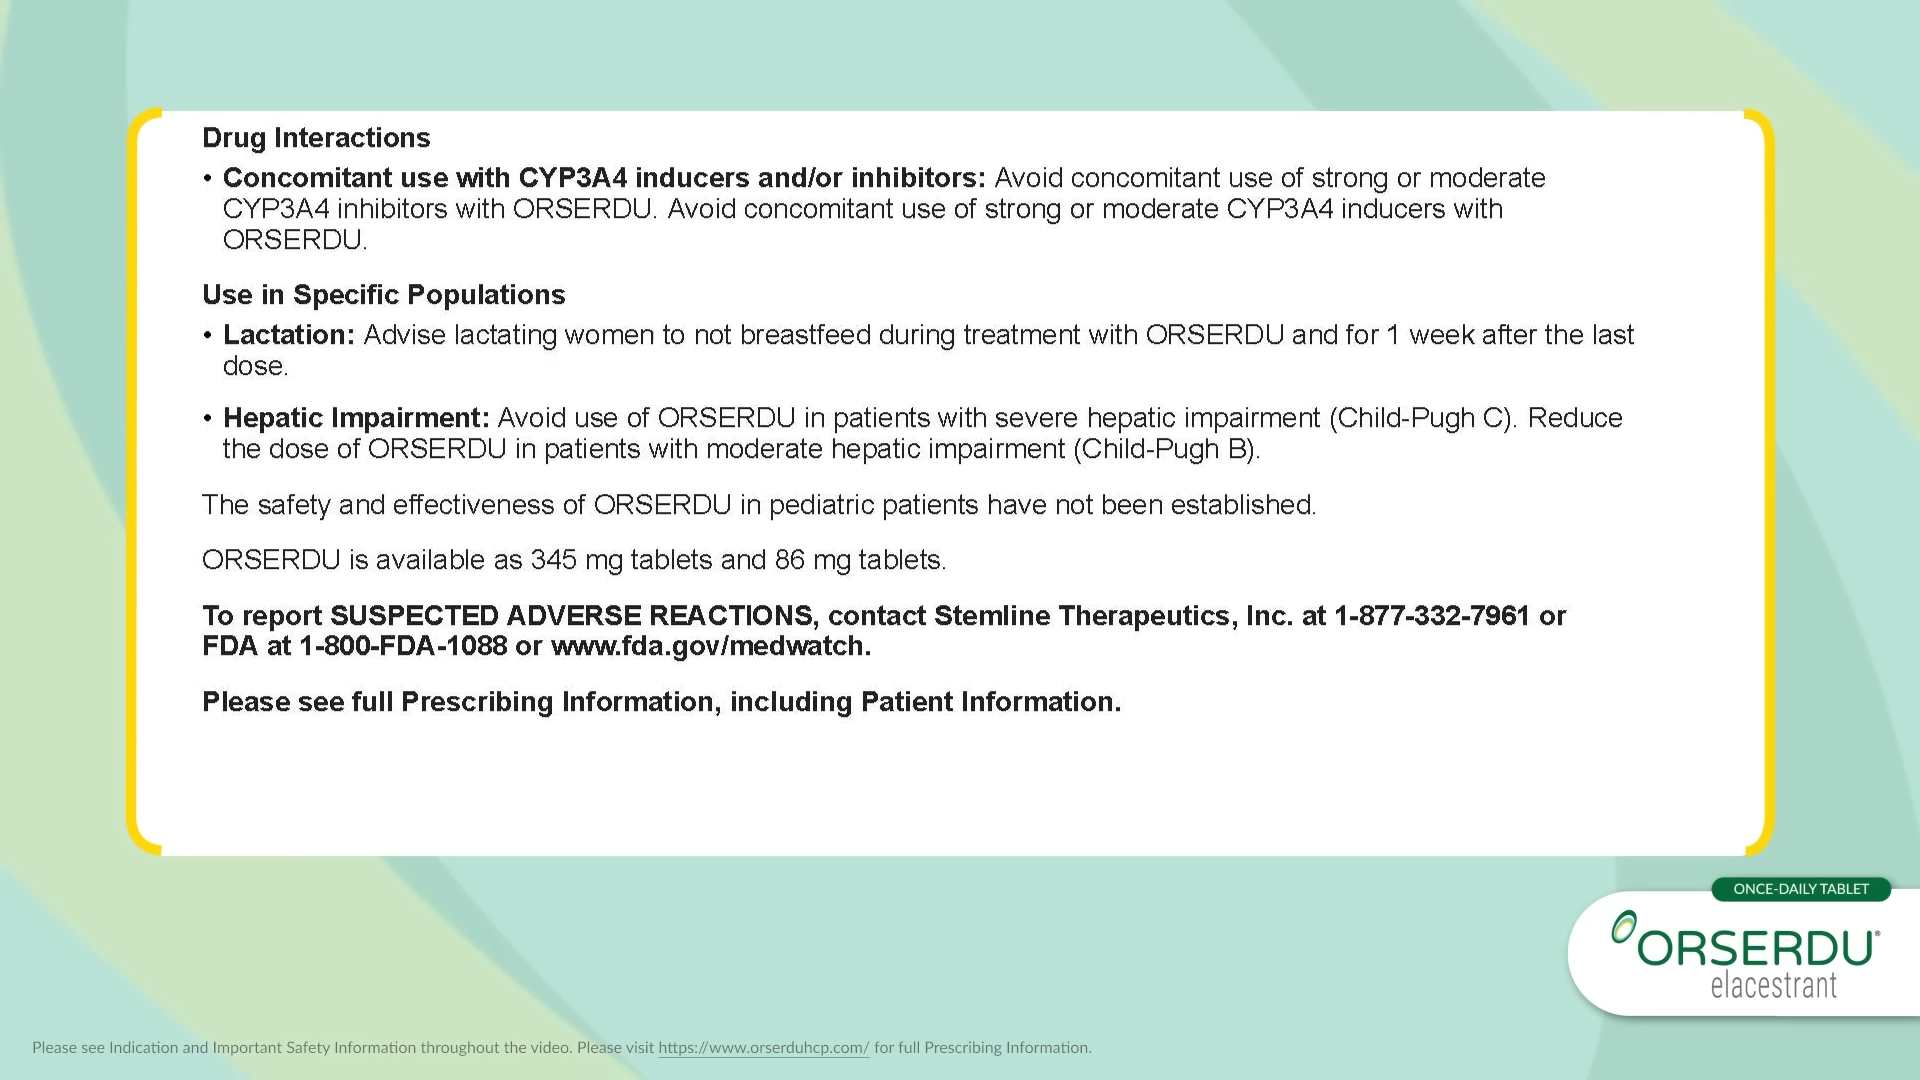 Drug Interactions
• Concomitant use with CYP3A4 inducers and/or inhibitors: Avoid concomitant use of strong or moderate
CYP3A4 inhibitors with ORSERDU. Avoid concomitant use of strong or moderate CYP3A4 inducers with
ORSERDU.
Use in Specific Populations
• Lactation: Advise lactating women to not breastfeed during treatment with ORSERDU and for 1 week after the last
dose.
• Hepatic Impairment: Avoid use of ORSERDU in patients with severe hepatic impairment (Child-Pugh C). Reduce
the dose of ORSERDU in patients with moderate hepatic impairment (Child-Pugh B).
The safety and effectiveness of ORSERDU in pediatric patients have not been established.
ORSERDU is available as 345 mg tablets and 86 mg tablets.
To report SUSPECTED ADVERSE REACTIONS, contact Stemline Therapeutics, Inc. at 1-877-332-7961 or
FDA at 1-800-FDA-1088 or www.fda.gov/medwatch.
Please see full Prescribing Information, including Patient Information.
ONCE-DAILY TABLET
ORSERDU®
elacestrant
Please see Indication and Important Safety Information throughout the video. Please visit https://www.orserduhcp.com/ for full Prescribing Information.